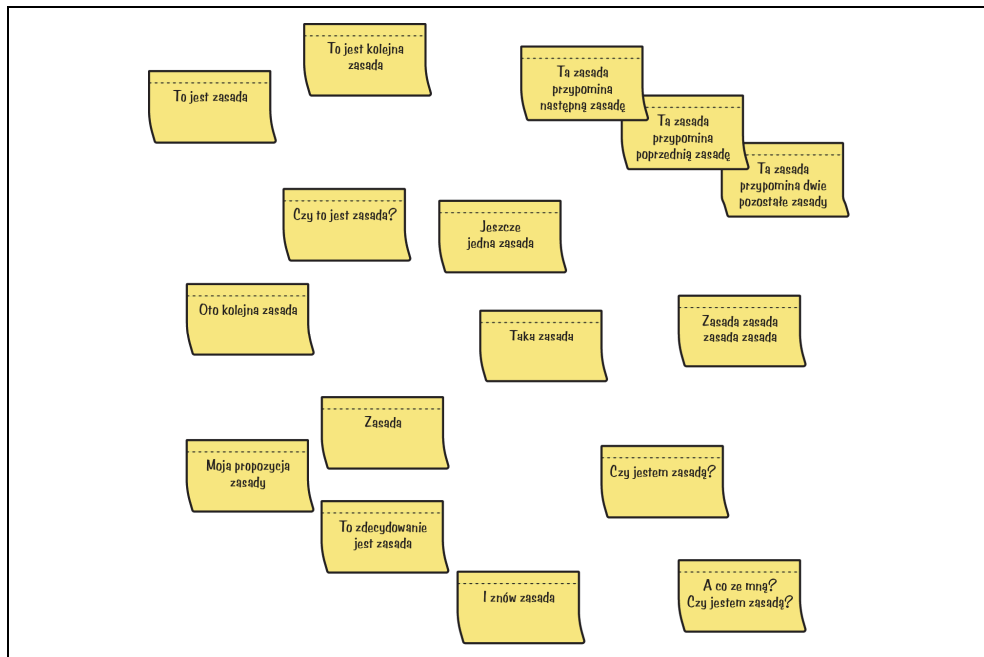 To jest kolejna
zasada
To jest zasada
Ta zasada
przypomina
następną zasadę
Ta zasada
przypomina
poprzednią zasadę
Ta zasada
przypomina dwie
pozostałe zasady
Czy to jest zasada?
Jeszcze
jedna zasada
Oto kolejna zasada
Taka zasada
Zasada zasada
zasada zasada
Zasada
Moja propozycja
zasady
Czy jestem zasadą?
To zdecydowanie
jest zasada
I znów zasada
A co ze mną?
Czy jestem zasadą?